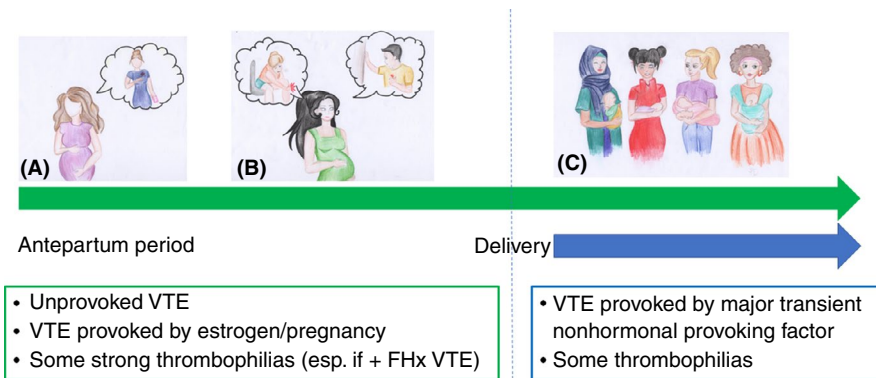 (A)
(B)
(C)
Antepartum period
Delivery
• Unprovoked VTE
• VTE provoked by estrogen/pregnancy
• Some strong thrombophilias (esp. if + FHx VTE)
• VTE provoked by major transient
nonhormonal provoking factor
• Some thrombophilias